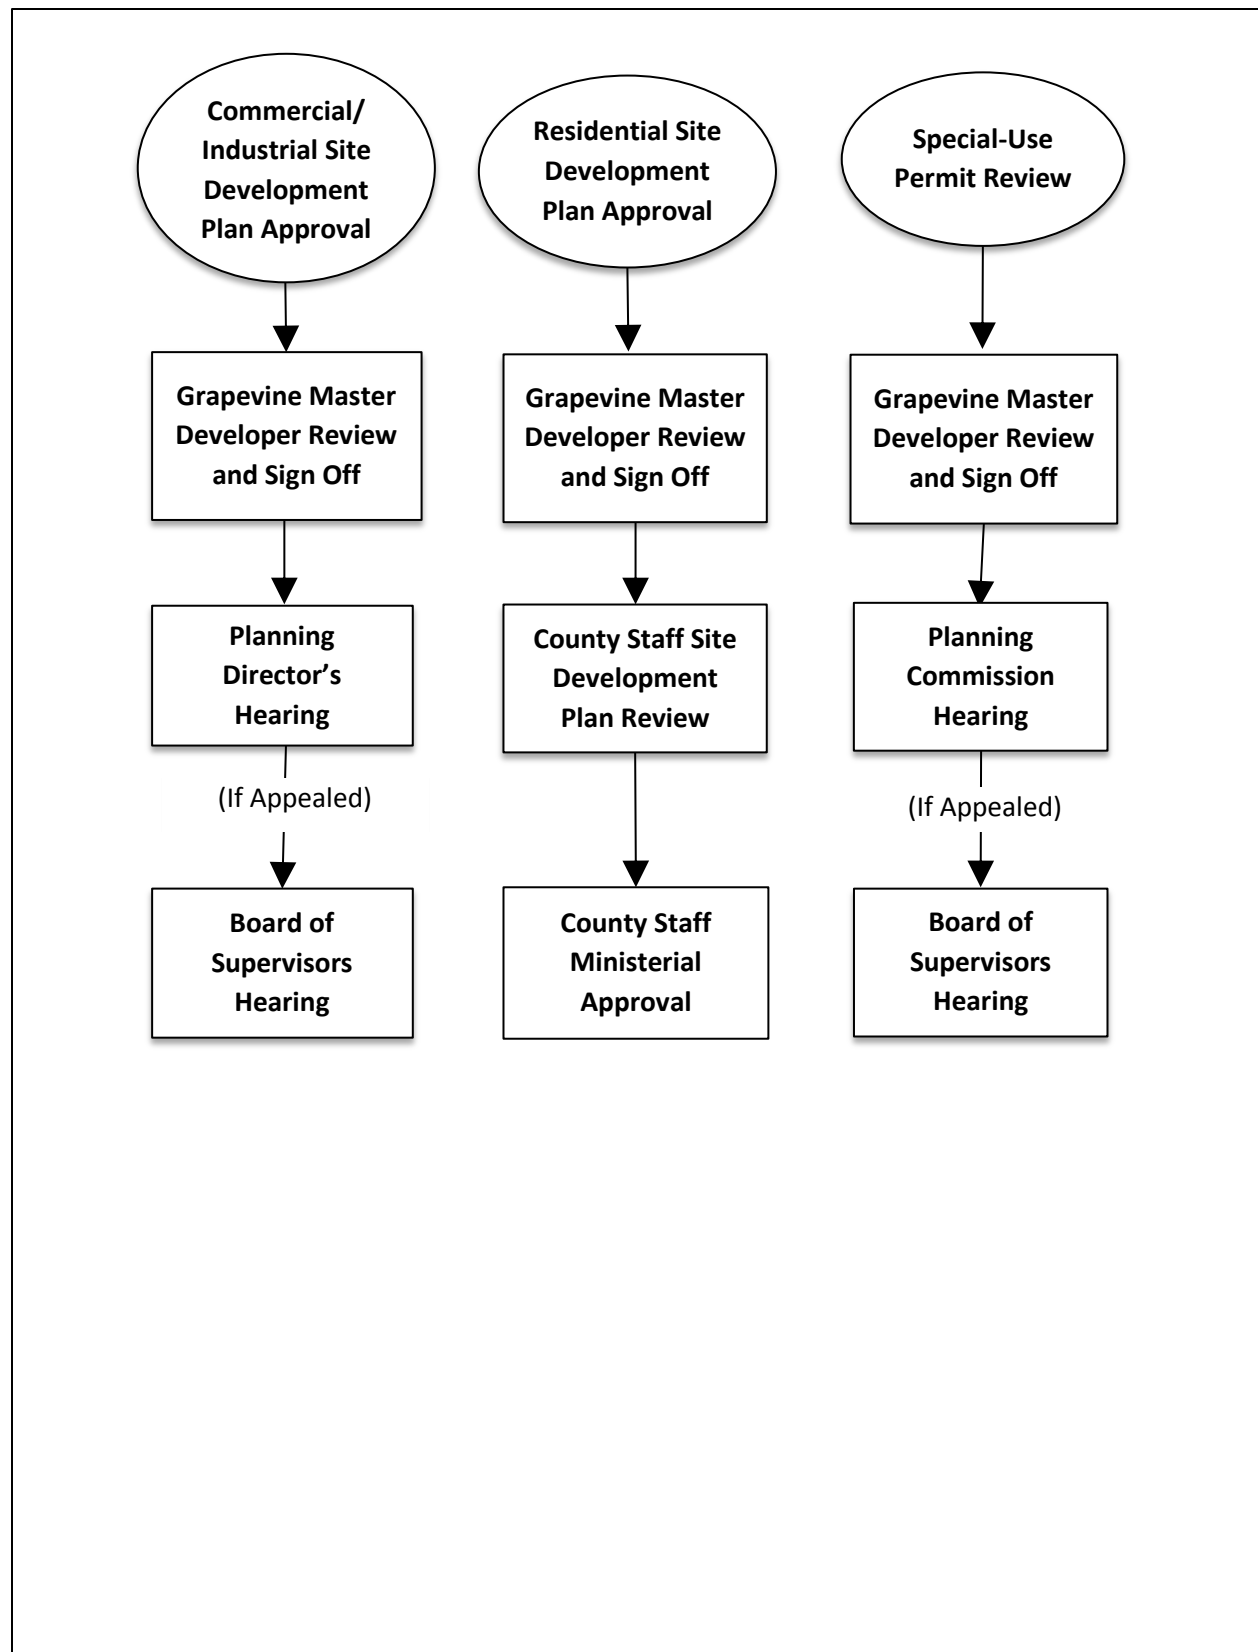 Commercial/
Industrial Site
Development
Plan Approval
Grapevine Master
Developer Review
and Sign Off
Planning
Director’s
Hearing
(If Appealed)
Board of
Supervisors
Hearing
Residential Site
Development
Plan Approval
Grapevine Master
Developer Review
and Sign Off
County Staff Site
Development
Plan Review
County Staff
Ministerial
Approval
Special-Use
Permit Review
Grapevine Master
Developer Review
and Sign Off
Planning
Commission
Hearing
(If Appealed)
Board of
Supervisors
Hearing